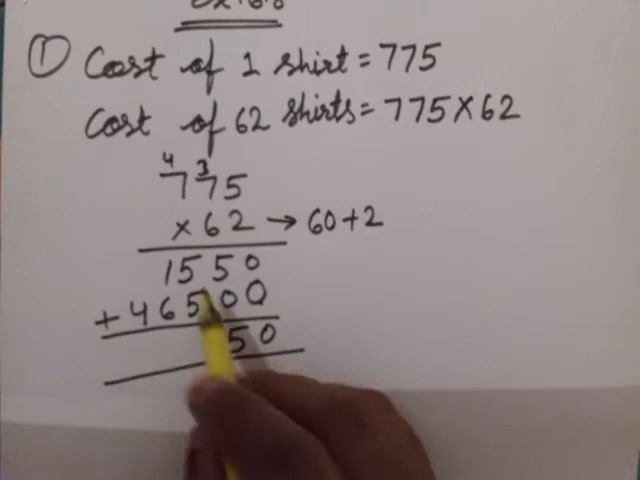 ① Cost of 1 shirt = 775
Cost of 62 shirts = 775 × 62
4 3
775
× 62 → 60+2
1550
+ 46500
50